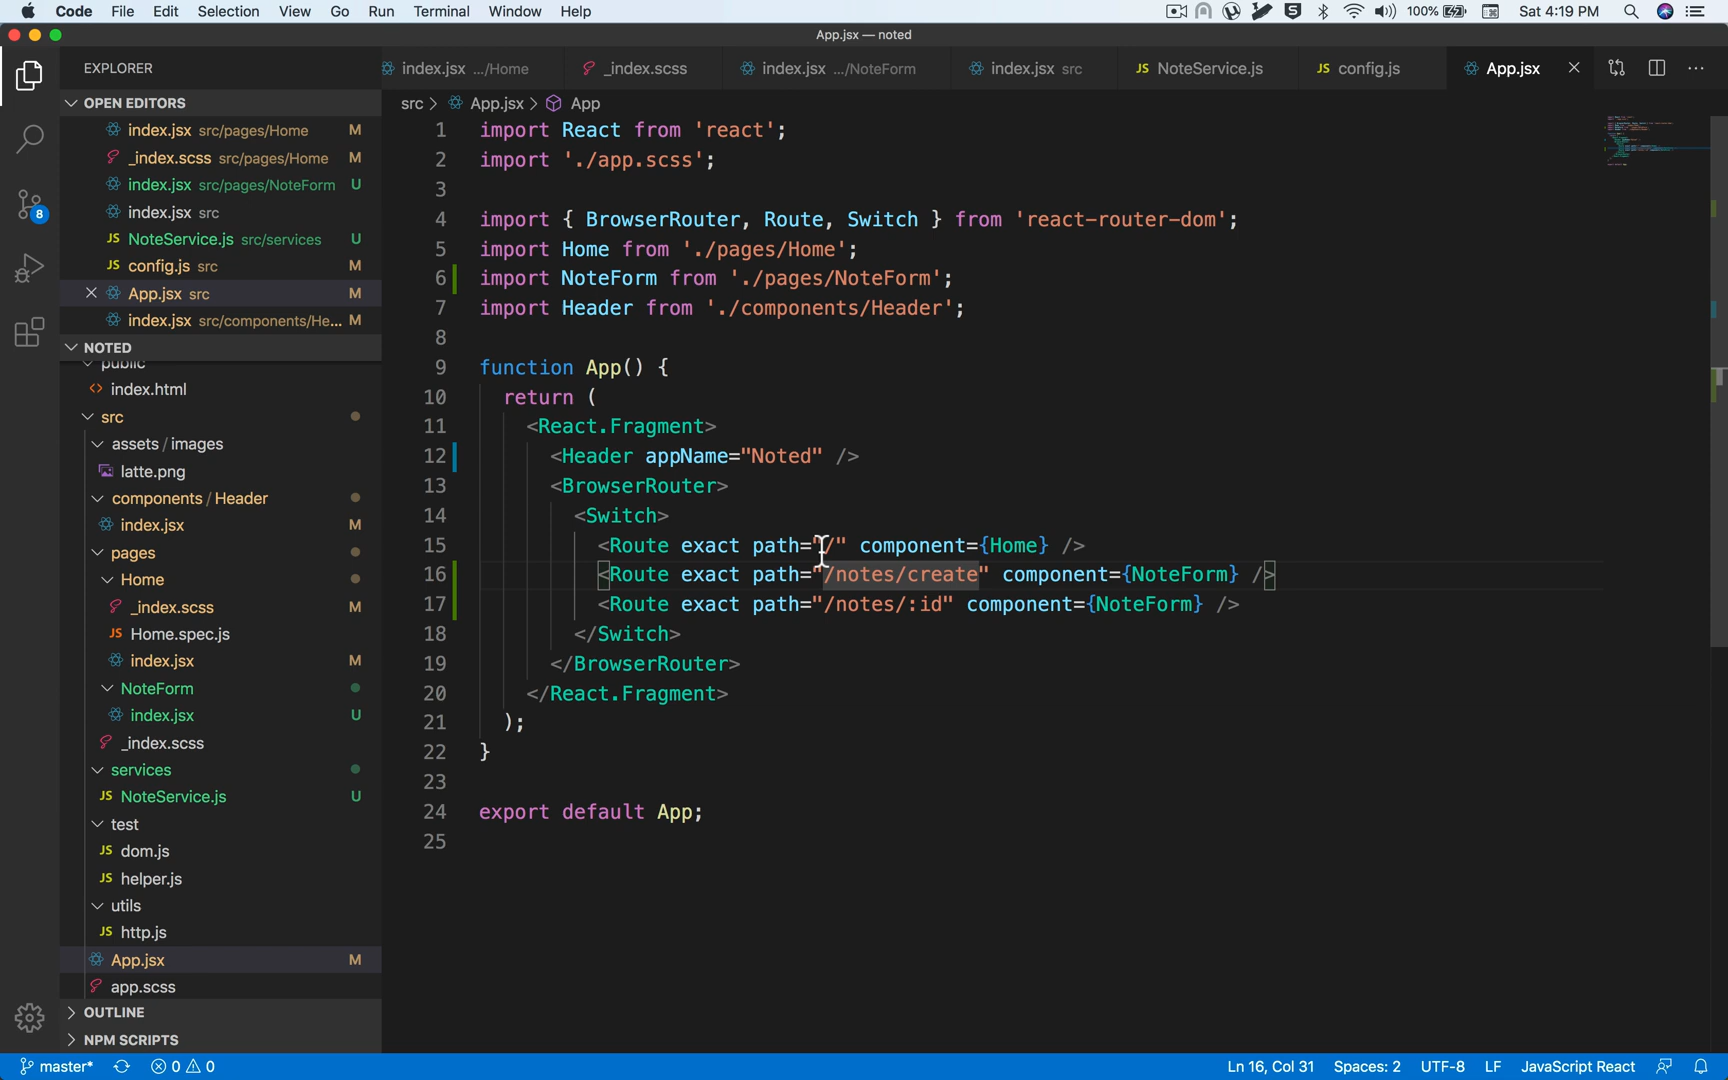 Code File Edit Selection View Go Run Terminal Window Help 100% Sat 4:19 PM
App.jsx — noted
EXPLORER
index.jsx .../Home _index.scss index.jsx .../NoteForm index.jsx src JS NoteService.js JS config.js App.jsx
OPEN EDITORS
index.jsx src/pages/Home M
_index.scss src/pages/Home M
index.jsx src/pages/NoteForm U
index.jsx src
JS NoteService.js src/services U
JS config.js src M
App.jsx src M
index.jsx src/components/He... M
NOTED
public
index.html
src
assets / images
latte.png
components / Header
index.jsx M
pages
Home
_index.scss M
JS Home.spec.js
index.jsx M
NoteForm
index.jsx U
_index.scss
services
JS NoteService.js U
test
JS dom.js
JS helper.js
utils
JS http.js
App.jsx M
app.scss
OUTLINE
NPM SCRIPTS
8
src > App.jsx > App
1 import React from 'react';
2 import './app.scss';
3
4 import { BrowserRouter, Route, Switch } from 'react-router-dom';
5 import Home from './pages/Home';
6 import NoteForm from './pages/NoteForm';
7 import Header from './components/Header';
8
9 function App() {
10 return (
11 <React.Fragment>
12 <Header appName="Noted" />
13 <BrowserRouter>
14 <Switch>
15 <Route exact path="/" component={Home} />
16 <Route exact path="/notes/create" component={NoteForm} />
17 <Route exact path="/notes/:id" component={NoteForm} />
18 </Switch>
19 </BrowserRouter>
20 </React.Fragment>
21 );
22 }
23
24 export default App;
25
master* 0 0 Ln 16, Col 31 Spaces: 2 UTF-8 LF JavaScript React